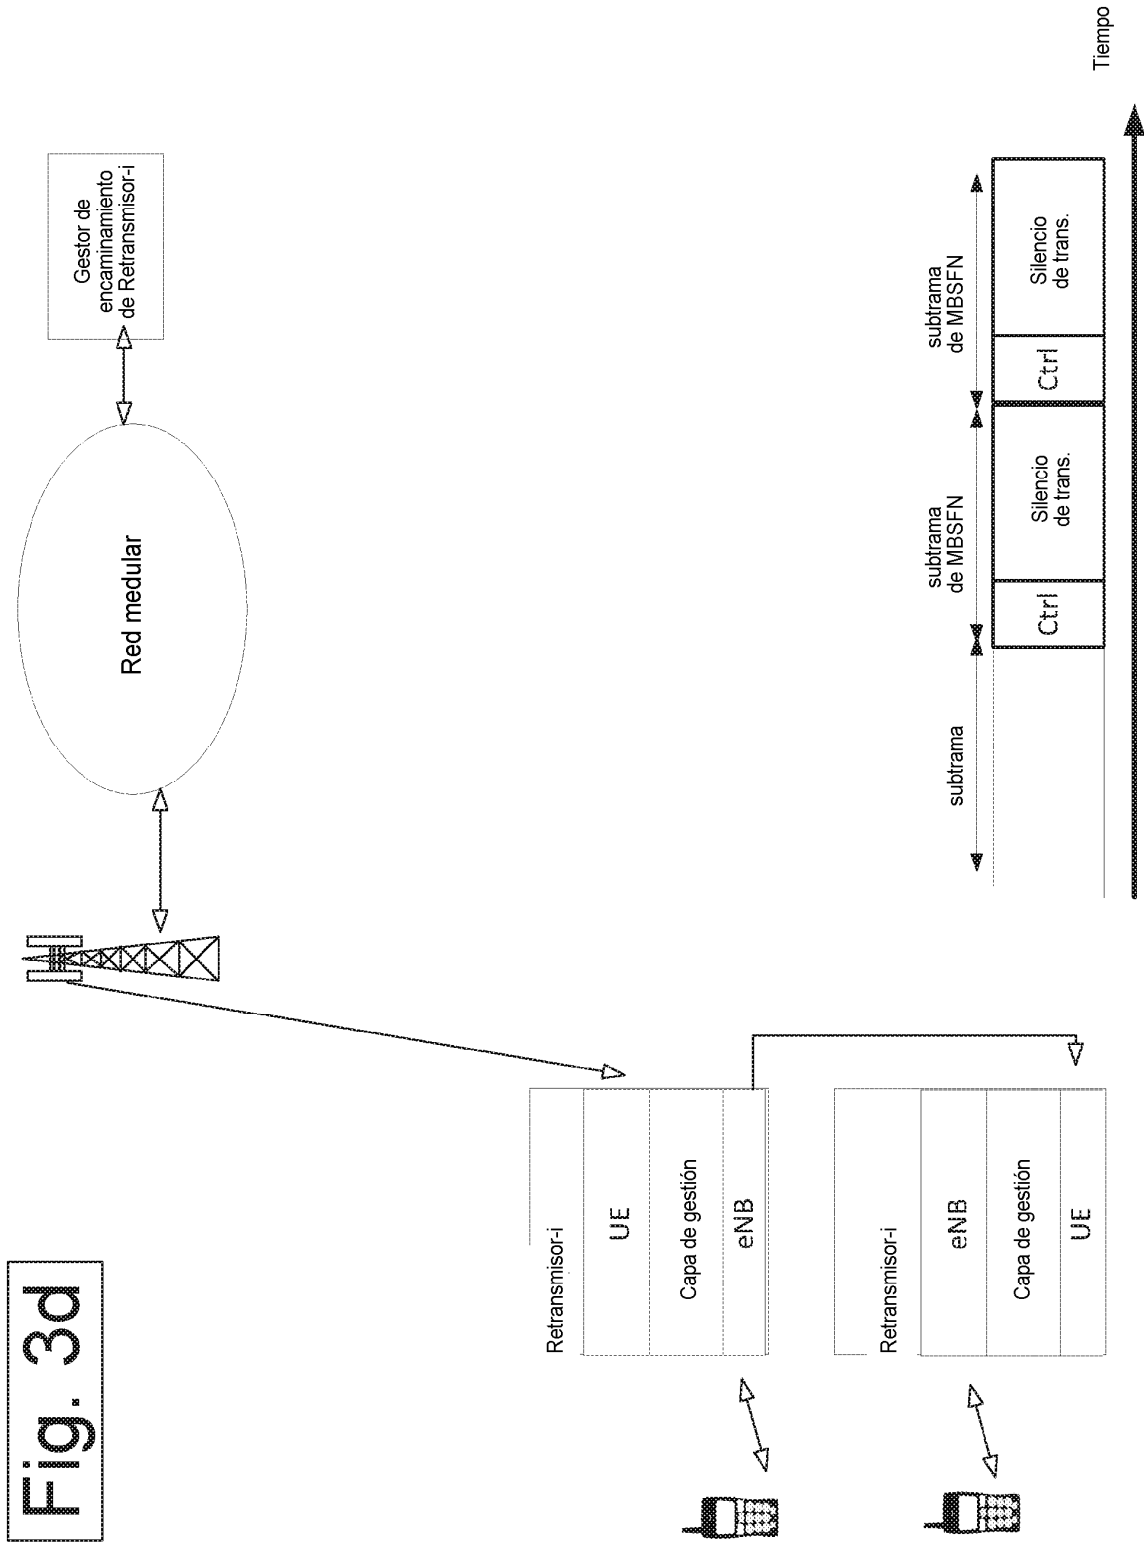 Fig. 3d
Retransmisor-i
UE
Capa de gestión
eNB
Retransmisor-i
eNB
Capa de gestión
UE
Red medular
Gestor de
encaminamiento
de Retransmisor-i
subtrama
subtrama
de MBSFN
subtrama
de MBSFN
Ctrl
Silencio
de trans.
Ctrl
Silencio
de trans.
Tiempo